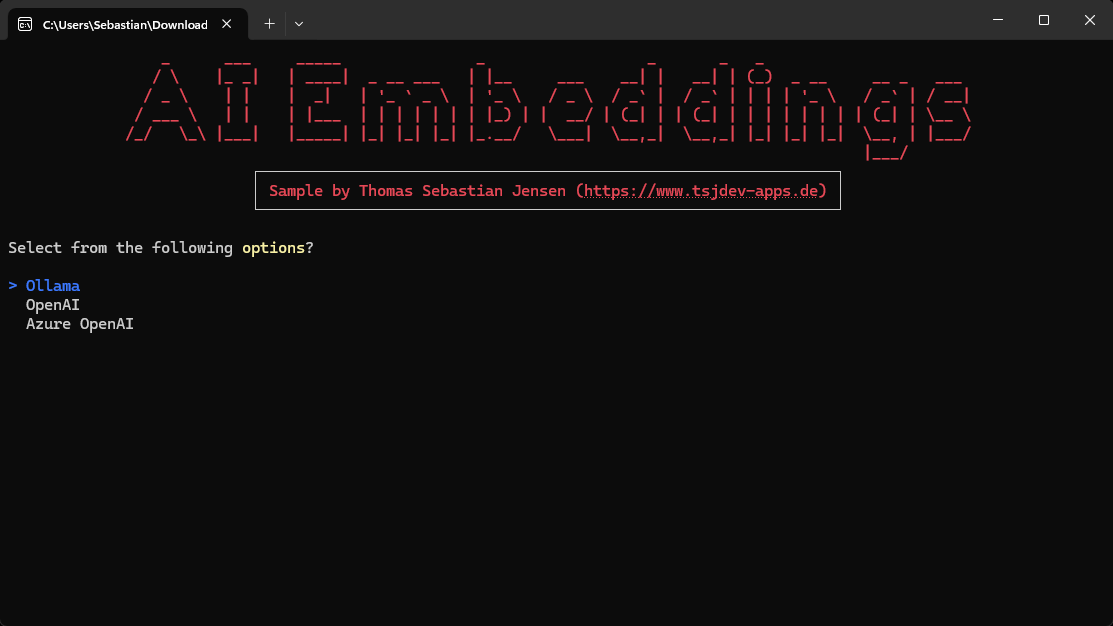 C:\Users\Sebastian\Download
AI Embeddings
Sample by Thomas Sebastian Jensen (https://www.tsjdev-apps.de)
Select from the following options?
> Ollama
OpenAI
Azure OpenAI